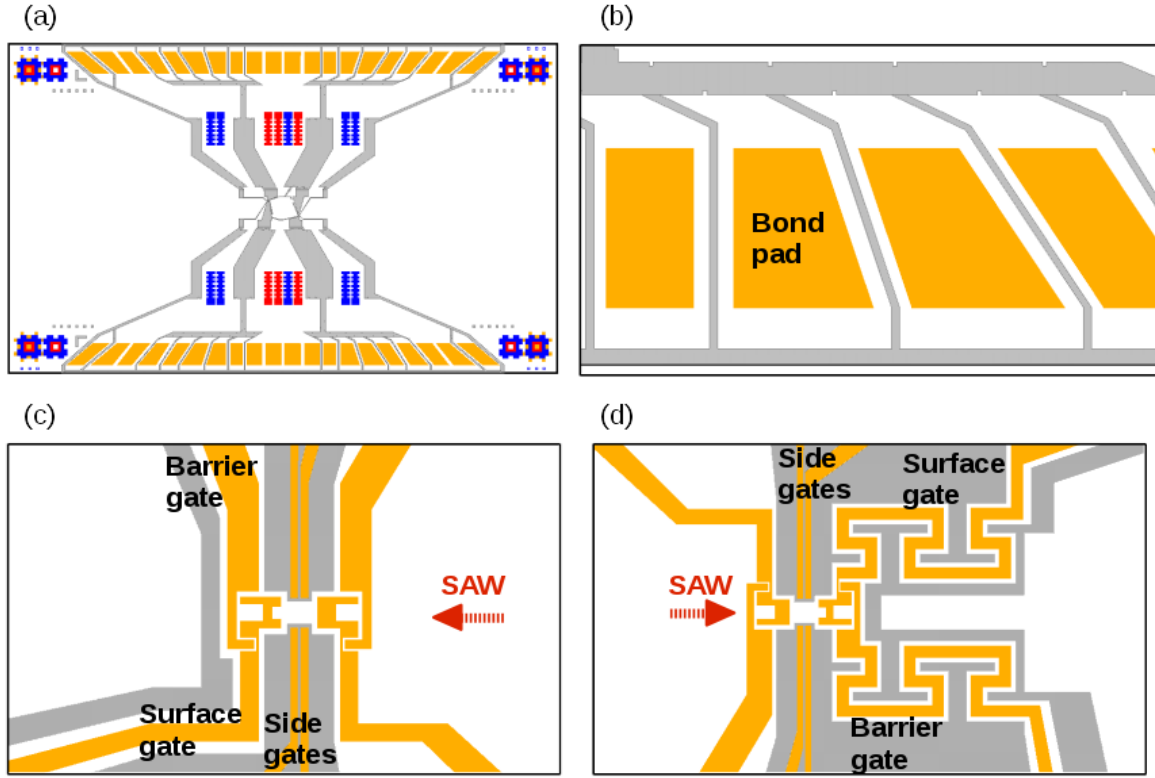 (a)
(b)
Bond
pad
(c)
Barrier
gate
SAW
Surface
gate
Side
gates
(d)
Side
gates
Surface
gate
SAW
Barrier
gate